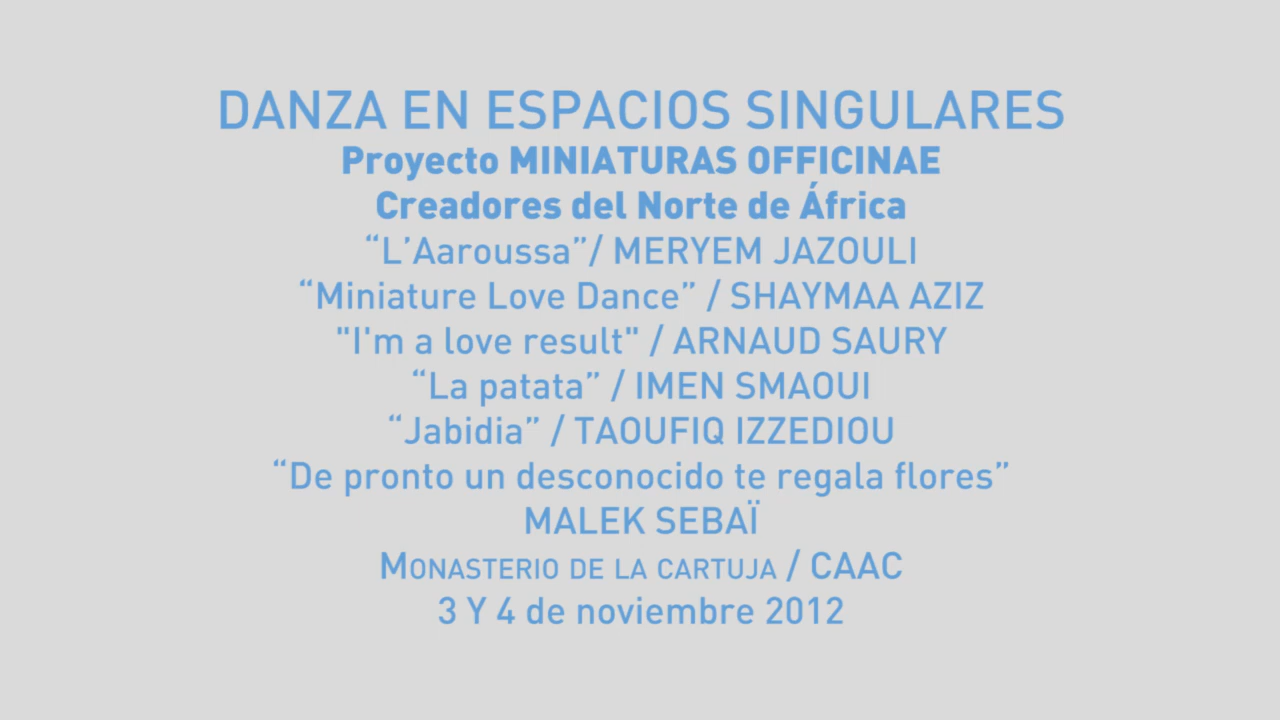 DANZA EN ESPACIOS SINGULARES
Proyecto MINIATURAS OFFICINAE
Creadores del Norte de África
“L’Aaroussa”/ MERYEM JAZOULI
“Miniature Love Dance” / SHAYMAA AZIZ
"I'm a love result" / ARNAUD SAURY
“La patata” / IMEN SMAOUI
“Jabidia” / TAOUFIQ IZZEDIOU
“De pronto un desconocido te regala flores”
MALEK SEBAÏ
MONASTERIO DE LA CARTUJA / CAAC
3 Y 4 de noviembre 2012